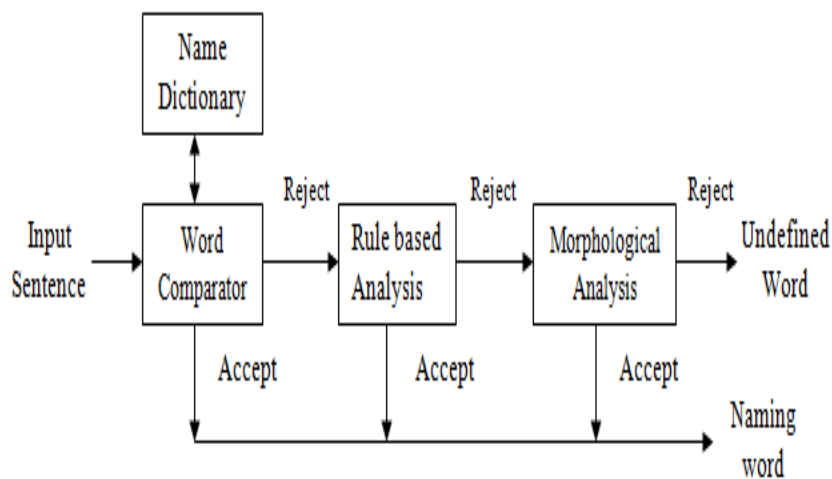 Name
Dictionary
Reject
Reject
Reject
Input
Sentence
Word
Comparator
Rule based
Analysis
Morphological
Analysis
Undefined
Word
Accept
Accept
Accept
Naming
word